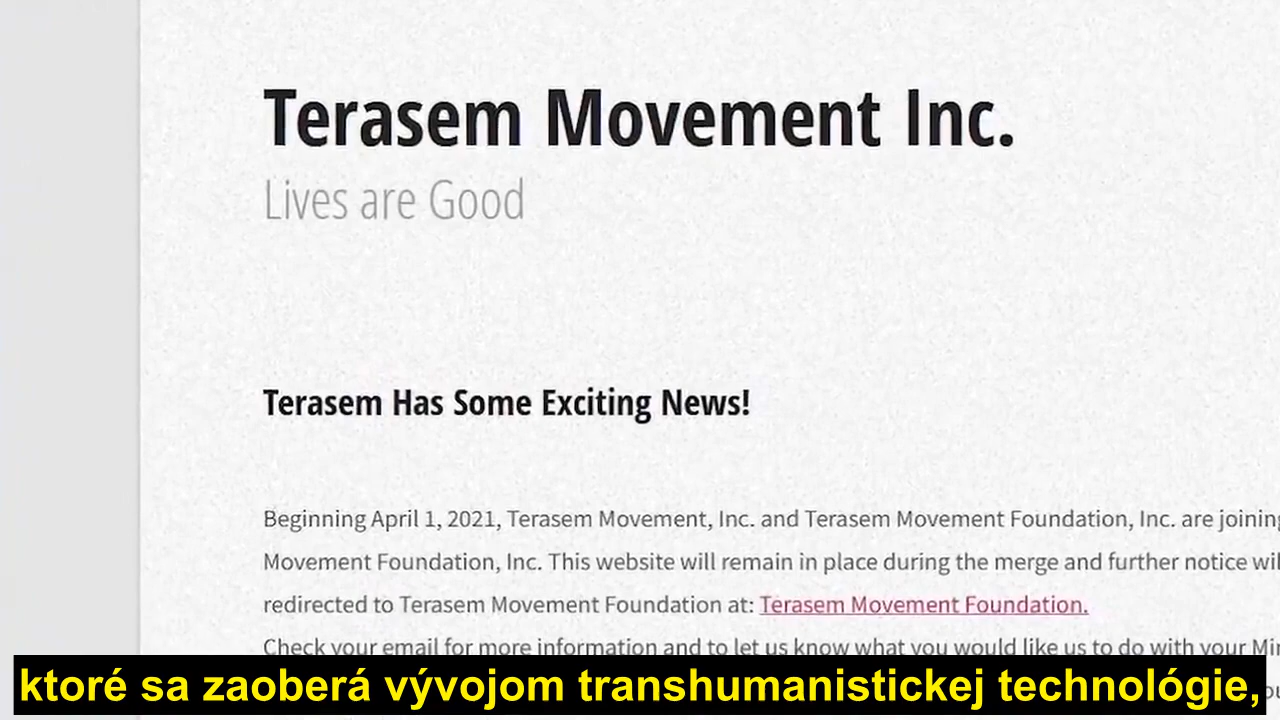 Terasem Movement Inc.
Lives are Good
Terasem Has Some Exciting News!
Beginning April 1, 2021, Terasem Movement, Inc. and Terasem Movement Foundation, Inc. are joining
Movement Foundation, Inc. This website will remain in place during the merge and further notice
redirected to Terasem Movement Foundation at: Terasem Movement Foundation.
Check your email for more information and to let us know what you would like us to do with your
ktoré sa zaoberá vývojom transhumanistickej technológie,